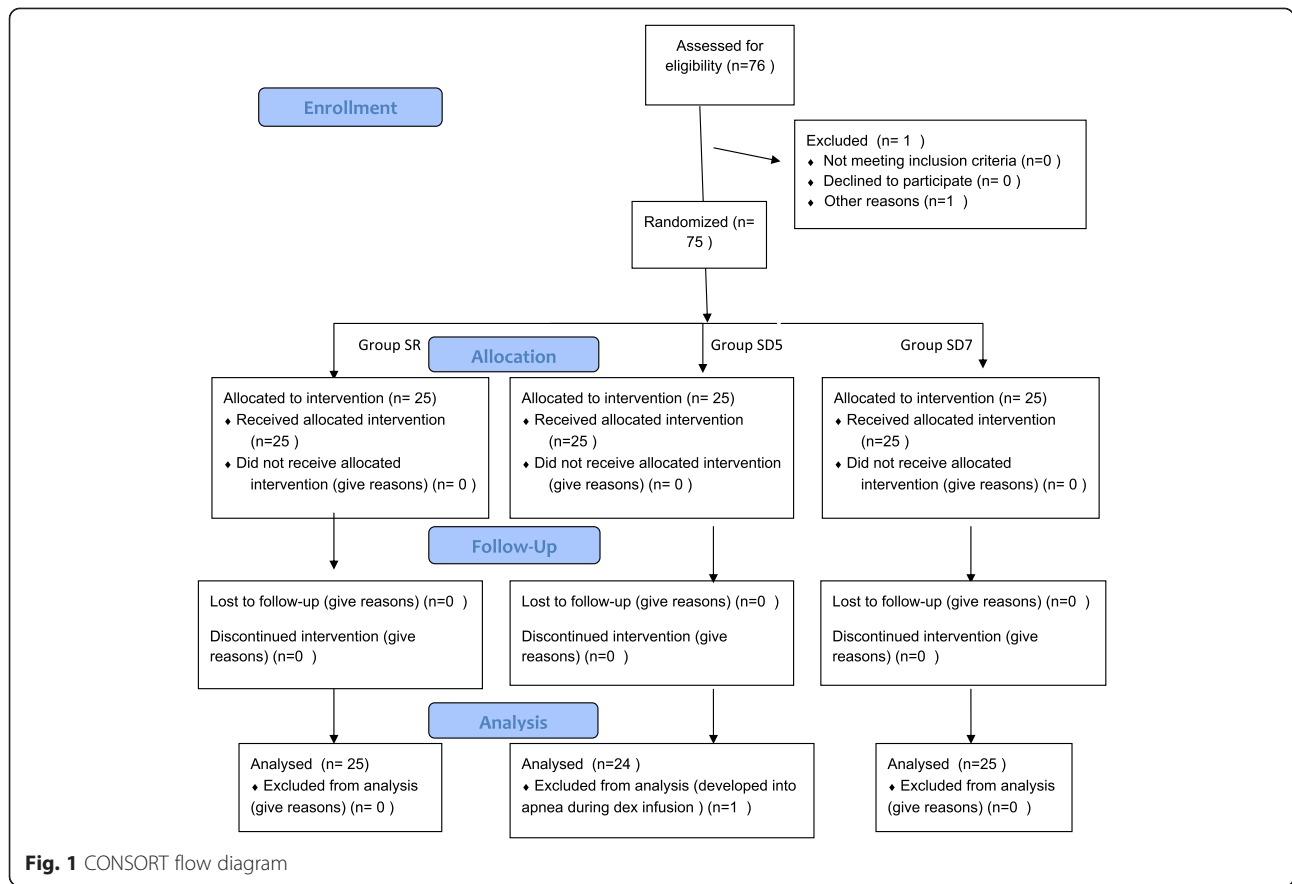 Assessed for
eligibility (n=76 )
Enrollment
Excluded (n= 1 )
♦ Not meeting inclusion criteria (n=0 )
♦ Declined to participate (n= 0 )
♦ Other reasons (n=1 )
Randomized (n=
75 )
Group SR
Allocation
Group SD5
Group SD7
Allocated to intervention (n= 25)
♦ Received allocated intervention
(n=25 )
♦ Did not receive allocated
intervention (give reasons) (n= 0 )
Allocated to intervention (n= 25)
♦ Received allocated intervention
(n=25 )
♦ Did not receive allocated intervention
(give reasons) (n= 0 )
Allocated to intervention (n= 25)
♦ Received allocated intervention
(n=25 )
♦ Did not receive allocated
intervention (give reasons) (n= 0 )
Follow-Up
Lost to follow-up (give reasons) (n=0 )
Discontinued intervention (give
reasons) (n=0 )
Lost to follow-up (give reasons) (n=0 )
Discontinued intervention (give
reasons) (n=0 )
Lost to follow-up (give reasons) (n=0 )
Discontinued intervention (give
reasons) (n=0 )
Analysis
Analysed (n= 25)
♦ Excluded from analysis
(give reasons) (n= 0 )
Analysed (n=24 )
♦ Excluded from analysis (developed into
apnea during dex infusion ) (n=1 )
Analysed (n=25 )
♦ Excluded from analysis
(give reasons) (n=0 )
Fig. 1 CONSORT flow diagram